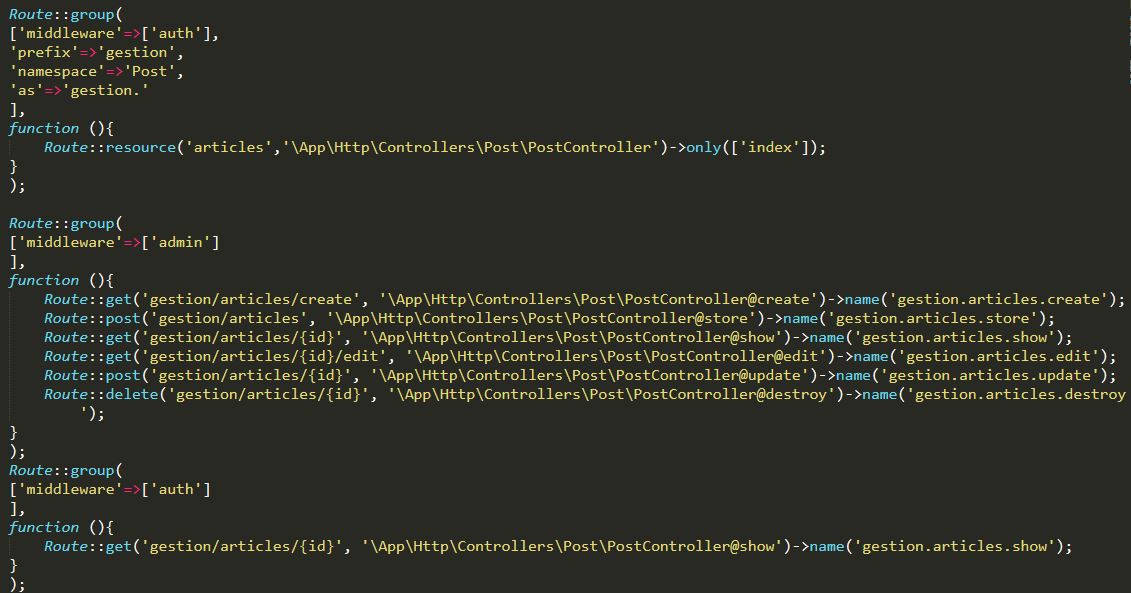 Route::group(
['middleware'=>['auth'],
'prefix'=>'gestion',
'namespace'=>'Post',
'as'=>'gestion.'
],
function (){
    Route::resource('articles','\App\Http\Controllers\Post\PostController')->only(['index']);
}
);

Route::group(
['middleware'=>['admin']
],
function (){
    Route::get('gestion/articles/create', '\App\Http\Controllers\Post\PostController@create')->name('gestion.articles.create');
    Route::post('gestion/articles', '\App\Http\Controllers\Post\PostController@store')->name('gestion.articles.store');
    Route::get('gestion/articles/{id}', '\App\Http\Controllers\Post\PostController@show')->name('gestion.articles.show');
    Route::get('gestion/articles/{id}/edit', '\App\Http\Controllers\Post\PostController@edit')->name('gestion.articles.edit');
    Route::post('gestion/articles/{id}', '\App\Http\Controllers\Post\PostController@update')->name('gestion.articles.update');
    Route::delete('gestion/articles/{id}', '\App\Http\Controllers\Post\PostController@destroy')->name('gestion.articles.destroy
        ');
}
);
Route::group(
['middleware'=>['auth']
],
function (){
    Route::get('gestion/articles/{id}', '\App\Http\Controllers\Post\PostController@show')->name('gestion.articles.show');
}
);